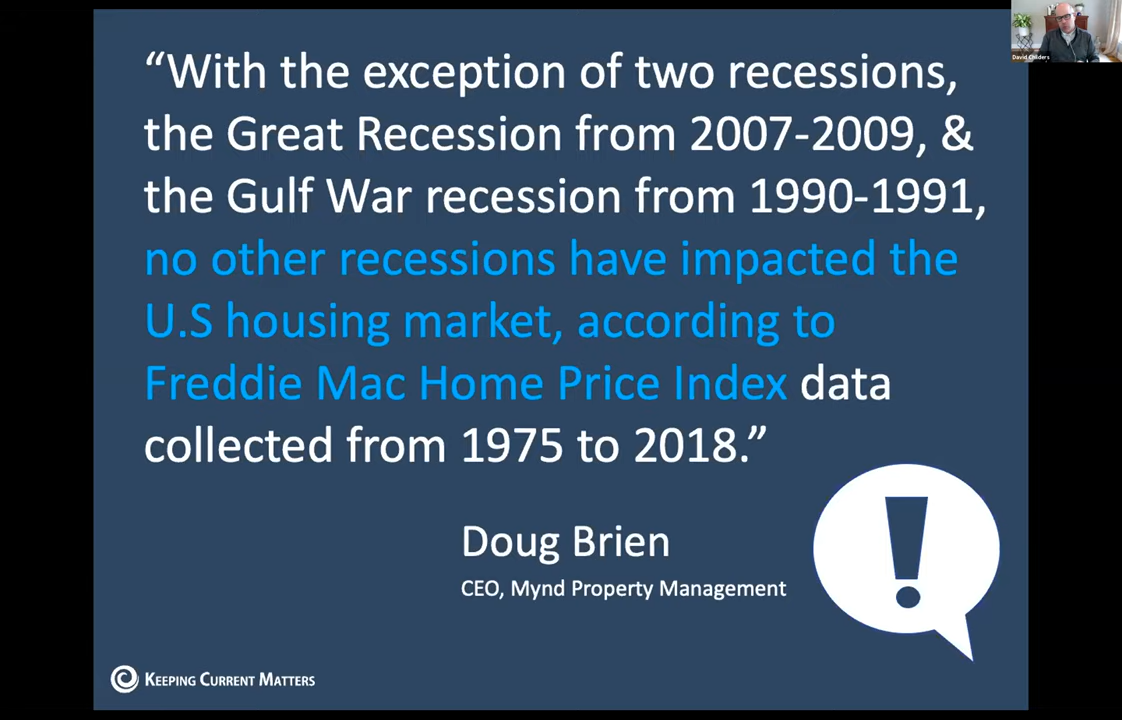 “With the exception of two recessions,
the Great Recession from 2007-2009, &
the Gulf War recession from 1990-1991,
no other recessions have impacted the
U.S housing market, according to
Freddie Mac Home Price Index data
collected from 1975 to 2018.”
Doug Brien
CEO, Mynd Property Management
KEEPING CURRENT MATTERS
David Childers